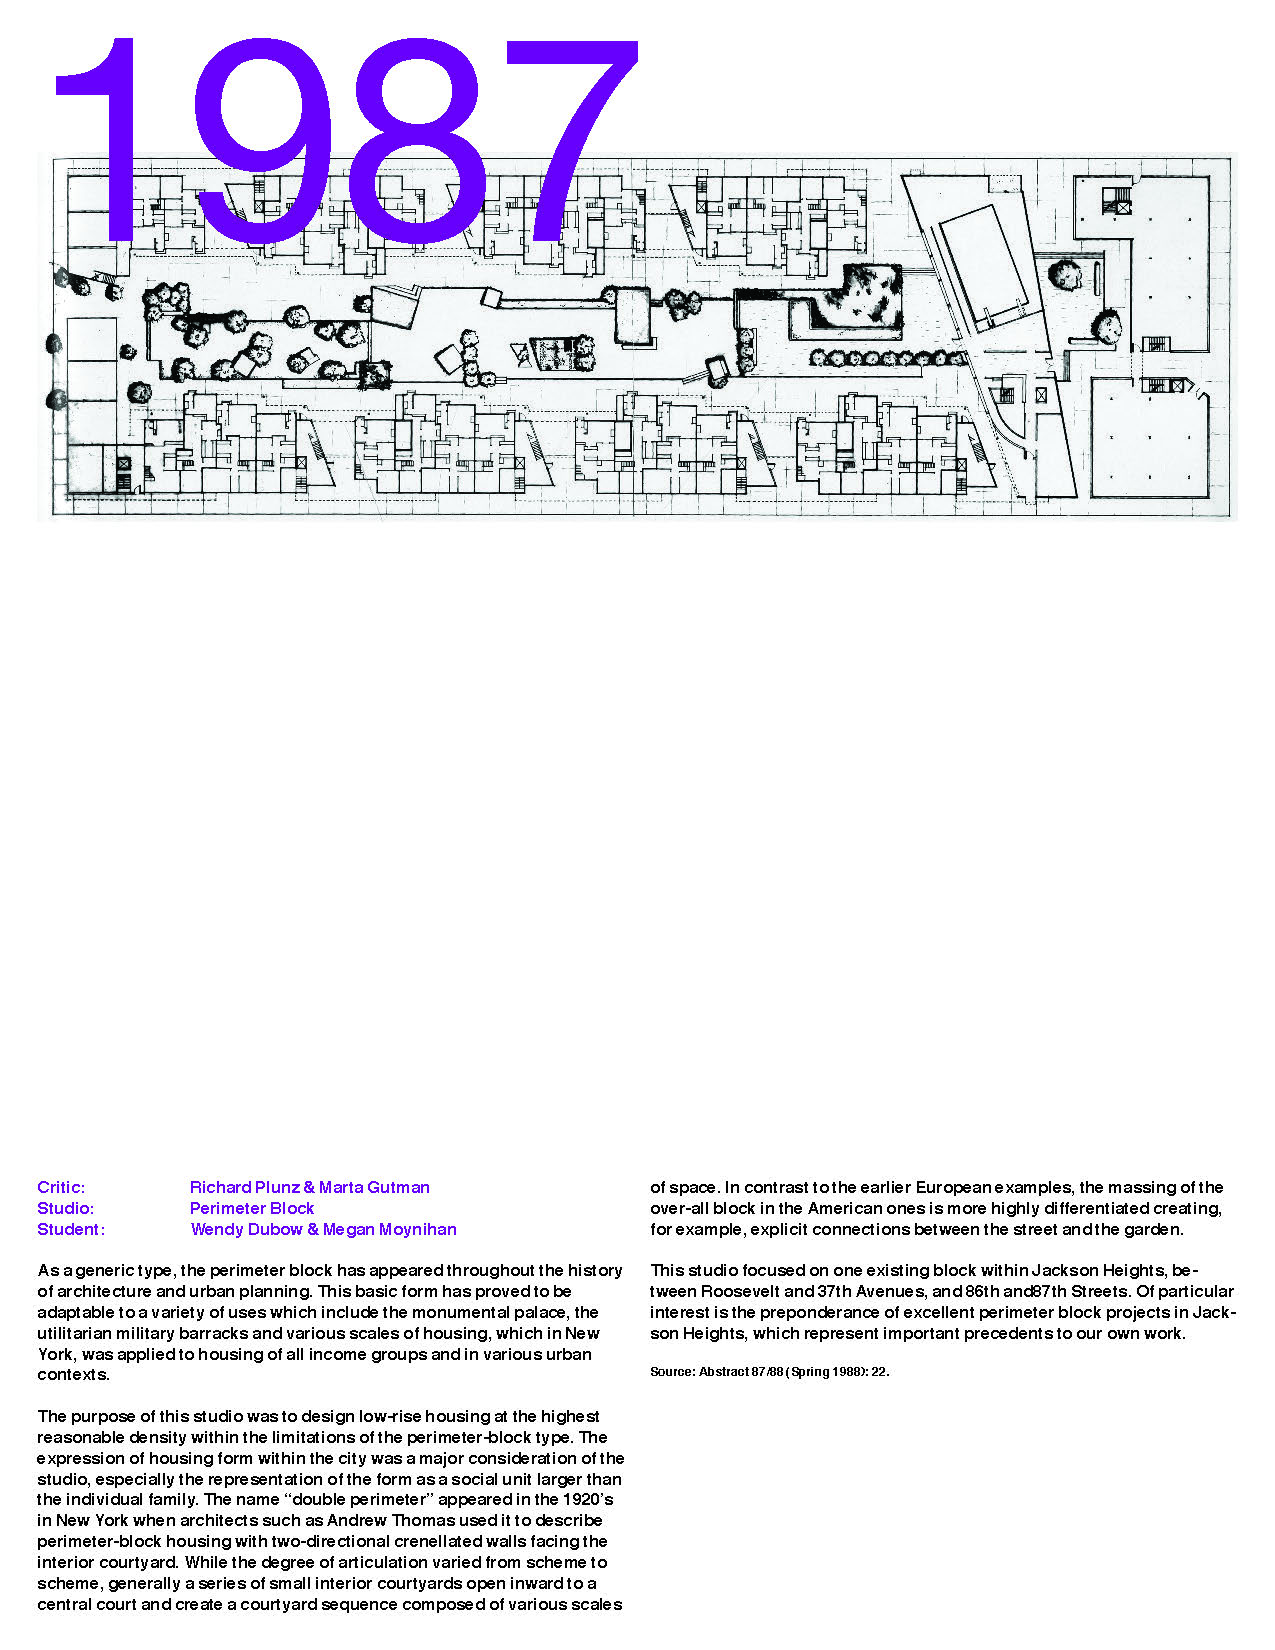 1987
Critic: Richard Plunz & Marta Gutman
Studio: Perimeter Block
Student: Wendy Dubow & Megan Moynihan
As a generic type, the perimeter block has appeared throughout the history
of architecture and urban planning. This basic form has proved to be
adaptable to a variety of uses which include the monumental palace, the
utilitarian military barracks and various scales of housing, which in New
York, was applied to housing of all income groups and in various urban
contexts.
The purpose of this studio was to design low-rise housing at the highest
reasonable density within the limitations of the perimeter-block type. The
expression of housing form within the city was a major consideration of the
studio, especially the representation of the form as a social unit larger than
the individual family. The name “double perimeter” appeared in the 1920’s
in New York when architects such as Andrew Thomas used it to describe
perimeter-block housing with two-directional crenellated walls facing the
interior courtyard. While the degree of articulation varied from scheme to
scheme, generally a series of small interior courtyards open inward to a
central court and create a courtyard sequence composed of various scales
of space. In contrast to the earlier European examples, the massing of the
over-all block in the American ones is more highly differentiated creating,
for example, explicit connections between the street and the garden.
This studio focused on one existing block within Jackson Heights, be-
tween Roosevelt and 37th Avenues, and 86th and87th Streets. Of particular
interest is the preponderance of excellent perimeter block projects in Jack-
son Heights, which represent important precedents to our own work.
Source: Abstract 87/88 (Spring 1988): 22.